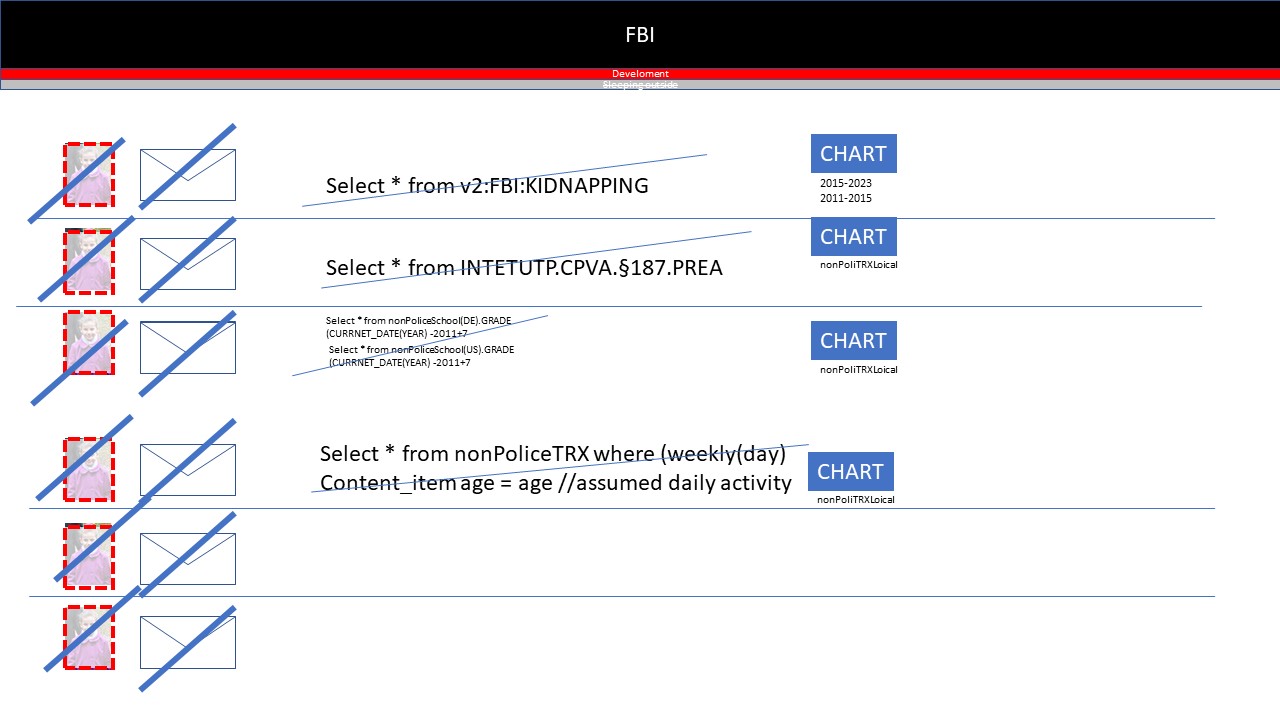 FBI
Develoment
Sleeping outside
CHART
Select * from v2:FBI:KIDNAPPING
2015-2023
2011-2015
CHART
Select * from INTETUTP.CPVA.§187.PREA
nonPoliTRXLoical
Select * from nonPoliceSchool(DE).GRADE
(CURRNET_DATE(YEAR) -2011+7
Select * from nonPoliceSchool(US).GRADE
(CURRNET_DATE(YEAR) -2011+7
CHART
nonPoliTRXLoical
Select * from nonPoliceTRX where (weekly(day)
Content_item age = age //assumed daily activity
CHART
nonPoliTRXLoical